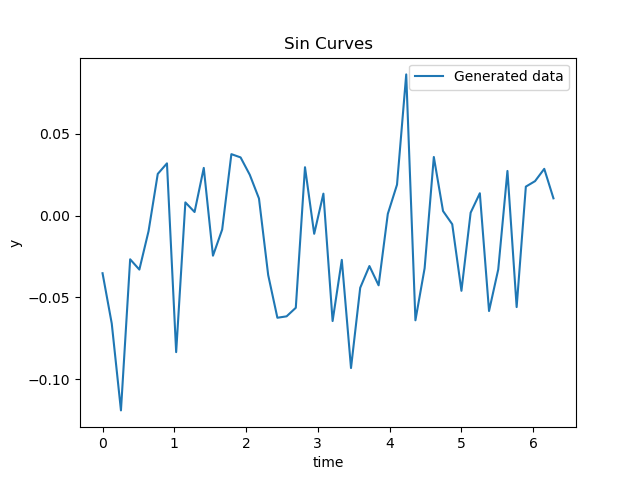 Sin Curves
Generated data
0.05
0.00
−0.05
−0.10
y
0 1 2 3 4 5 6
time